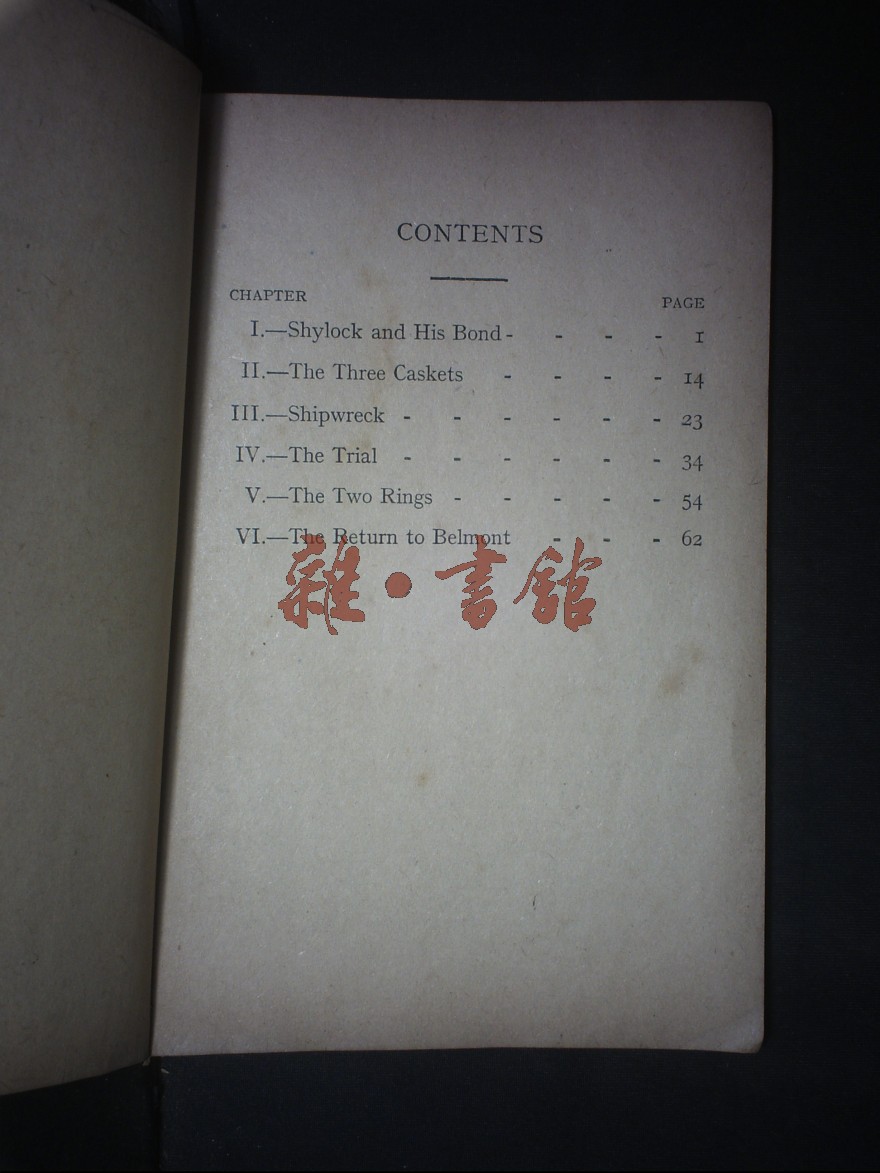 CONTENTS
CHAPTER PAGE
I.—Shylock and His Bond - - - - 1
II.—The Three Caskets - - - - 14
III.—Shipwreck - - - - - - 23
IV.—The Trial - - - - - - 34
V.—The Two Rings - - - - - 54
VI.—The Return to Belmont - - - 62
雜·書館